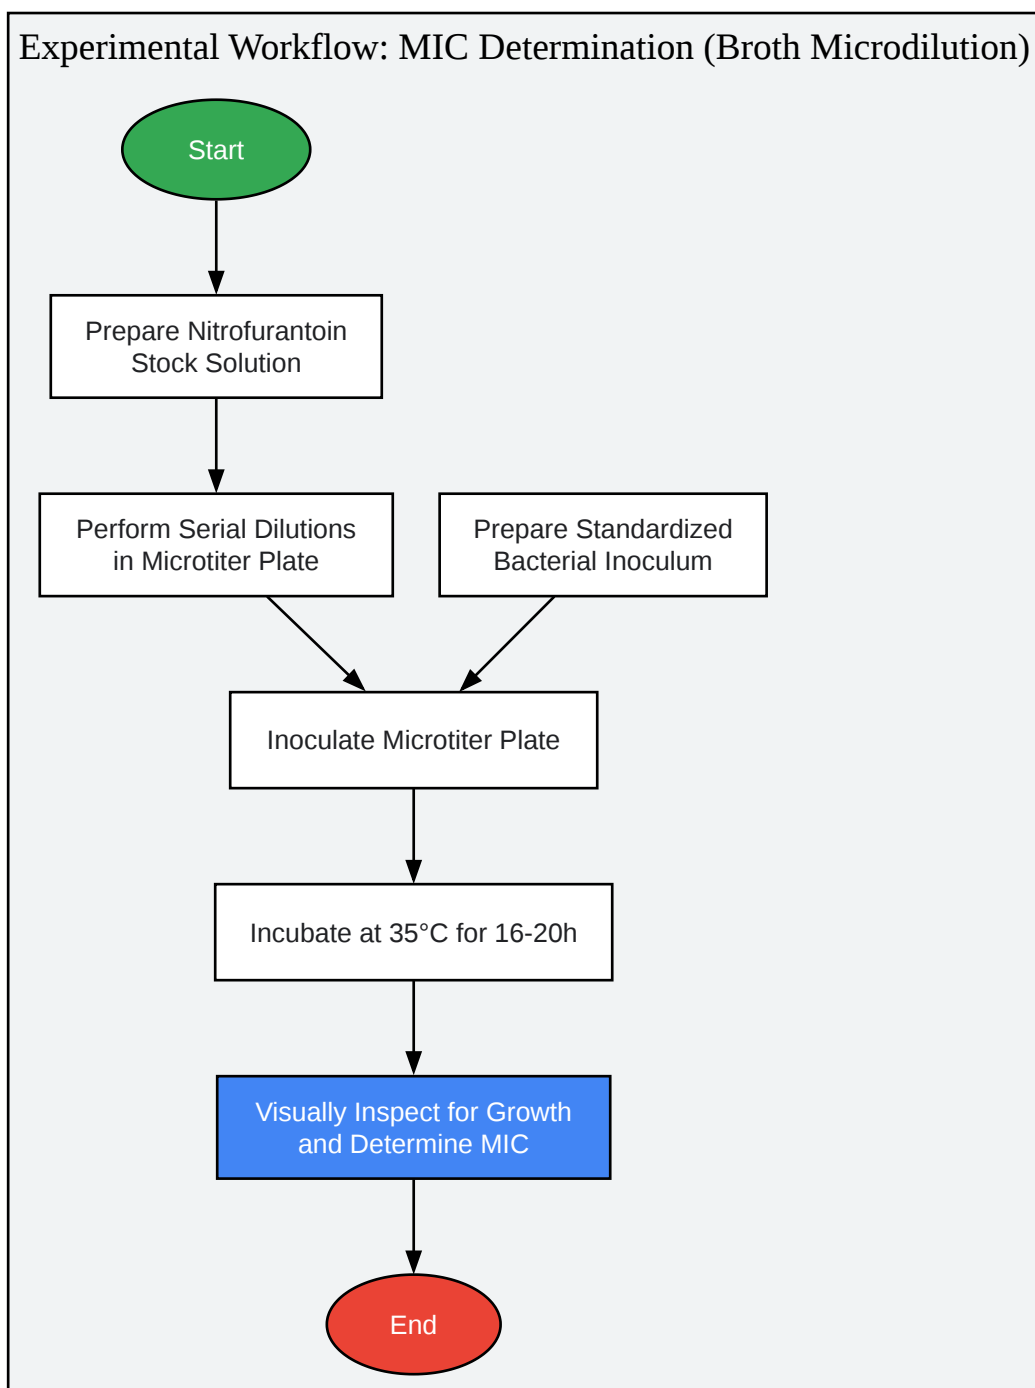 Experimental Workflow: MIC Determination (Broth Microdilution)
Start
Prepare Nitrofurantoin
Stock Solution
Perform Serial Dilutions
in Microtiter Plate
Prepare Standardized
Bacterial Inoculum
Inoculate Microtiter Plate
Incubate at 35°C for 16-20h
Visually Inspect for Growth
and Determine MIC
End